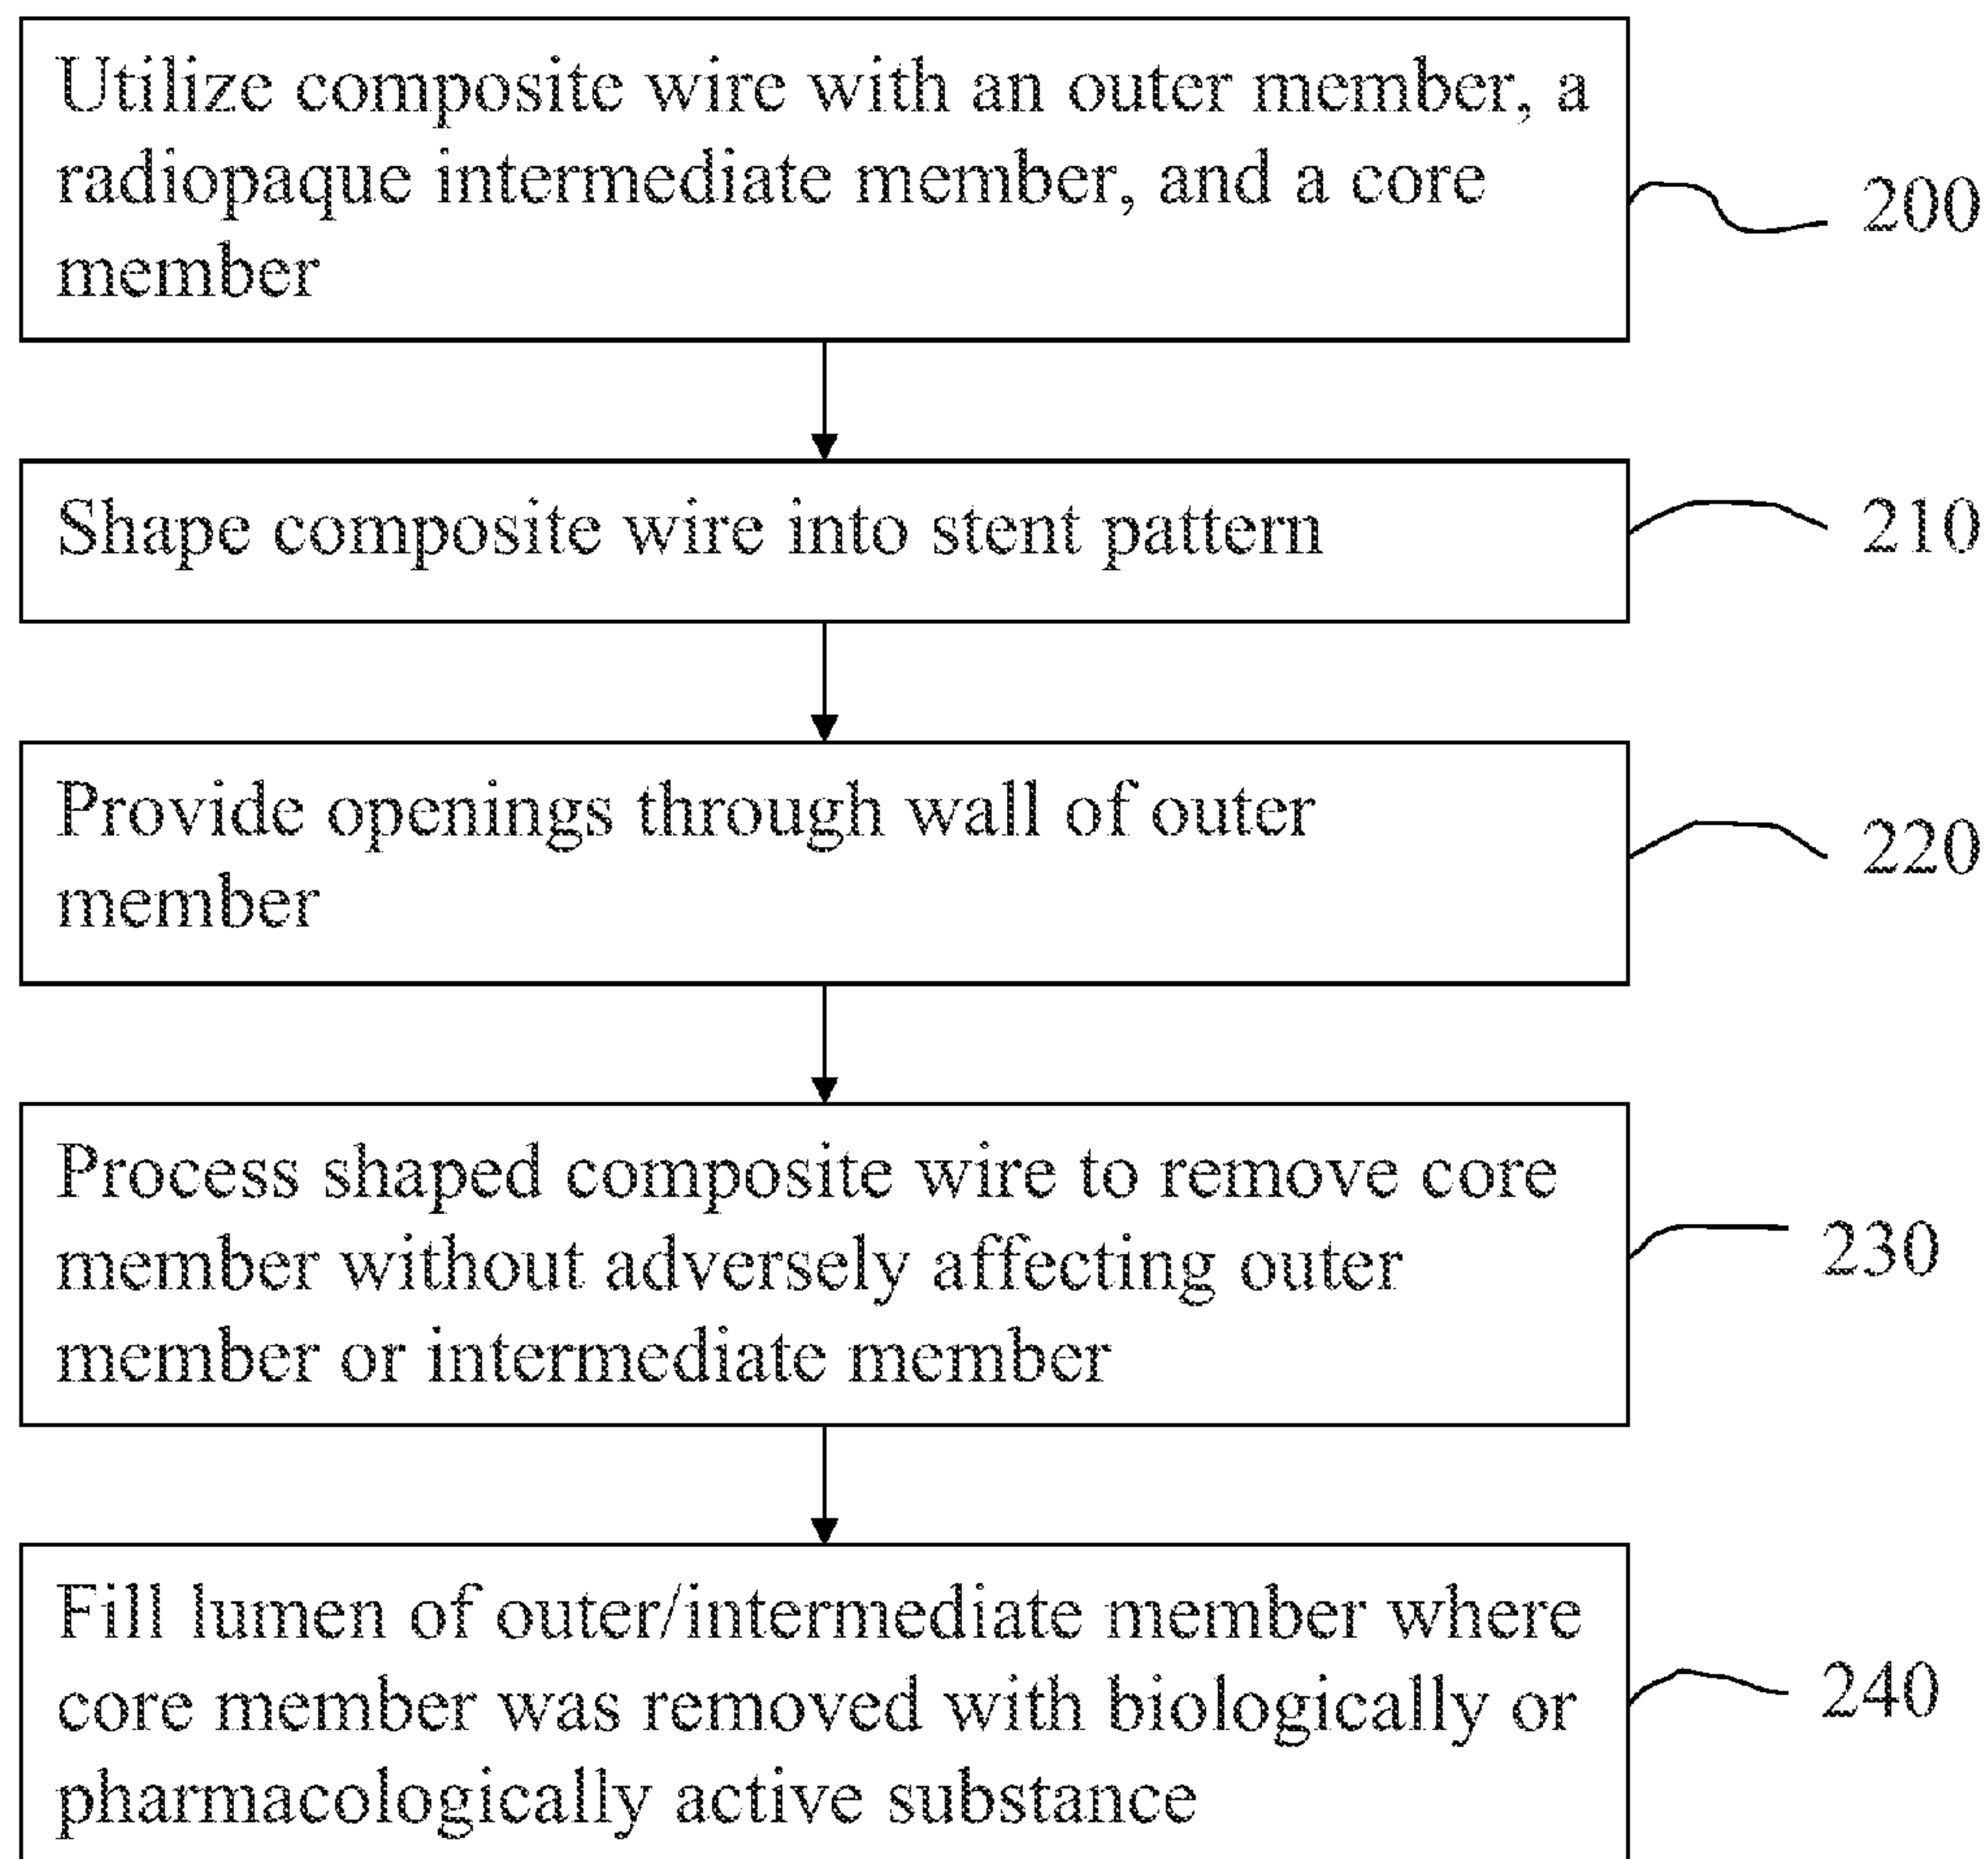 Utilize composite wire with an outer member, a
radiopaque intermediate member, and a core
member
200
Shape composite wire into stent pattern
210
Provide openings through wall of outer
member
220
Process shaped composite wire to remove core
member without adversely affecting outer
member or intermediate member
230
Fill lumen of outer/intermediate member where
core member was removed with biologically or
pharmacologically active substance
240